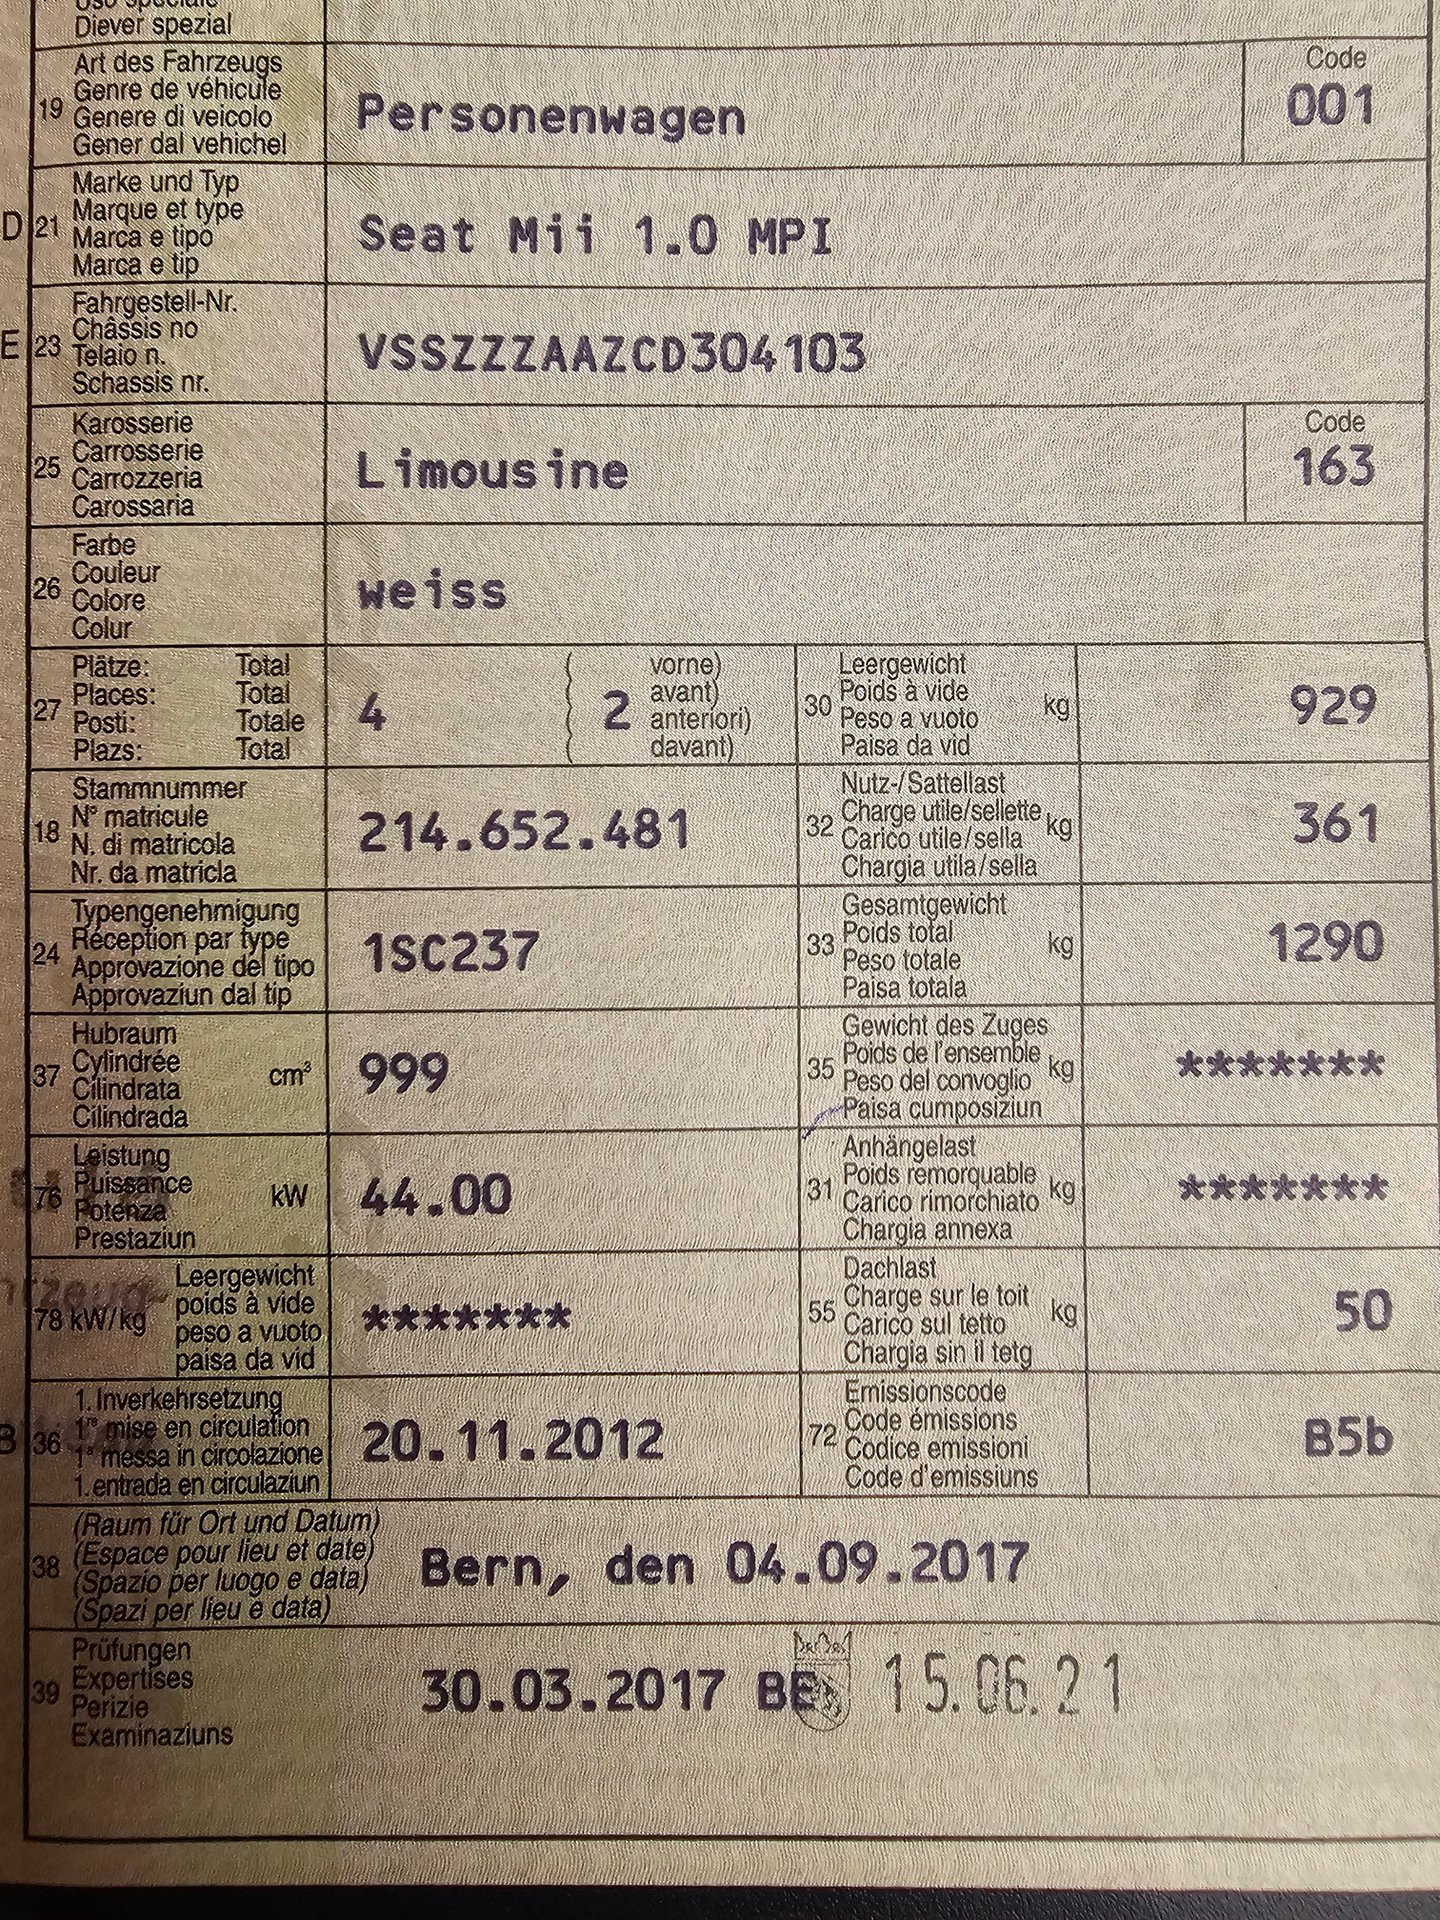 Uso speciale
Diever spezial
19 Art des Fahrzeugs
Genre de véhicule
Genere di veicolo
Gener dal vehichel
Personenwagen
Code
001
D 21 Marke und Typ
Marque et type
Marca e tipo
Marca e tip
Seat Mii 1.0 MPI
E 23 Fahrgestell-Nr.
Châssis no
Telaio n.
Schassis nr.
VSSZZZAAZCD304103
25 Karosserie
Carrosserie
Carrozzeria
Carossaria
Limousine
Code
163
26 Farbe
Couleur
Colore
Colur
weiss
27 Plätze: Total
Places: Total
Posti: Totale
Plazs: Total
4
( vorne)
( 2 avant)
( anteriori)
( davant)
30 Leergewicht
Poids à vide
Peso a vuoto
Paisa da vid
kg
929
18 Stammnummer
N° matricule
N. di matricola
Nr. da matricla
214.652.481
32 Nutz-/Sattellast
Charge utile/sellette
Carico utile/sella
Chargia utila/sella
kg
361
24 Typengenehmigung
Réception par type
Approvazione del tipo
Approvaziun dal tip
1SC237
33 Gesamtgewicht
Poids total
Peso totale
Paisa totala
kg
1290
37 Hubraum
Cylindrée
Cilindrata
Cilindrada
cm³
999
35 Gewicht des Zuges
Poids de l'ensemble
Peso del convoglio
Paisa cumposiziun
kg
*******
76 Leistung
Puissance
Potenza
Prestaziun
kW
44.00
31 Anhängelast
Poids remorquable
Carico rimorchiato
Chargia annexa
kg
*******
78 kW/kg
Leergewicht
poids à vide
peso a vuoto
paisa da vid
*******
55 Dachlast
Charge sur le toit
Carico sul tetto
Chargia sin il tetg
kg
50
B 36 1. Inverkehrsetzung
1re mise en circulation
1a messa in circolazione
1. entrada en circulaziun
20.11.2012
72 Emissionscode
Code émissions
Codice emissioni
Code d'emissiuns
B5b
38 (Raum für Ort und Datum)
(Espace pour lieu et date)
(Spazio per luogo e data)
(Spazi per lieu e data)
Bern, den 04.09.2017
39 Prüfungen
Expertises
Perizie
Examinaziuns
30.03.2017 BE 15.06.21